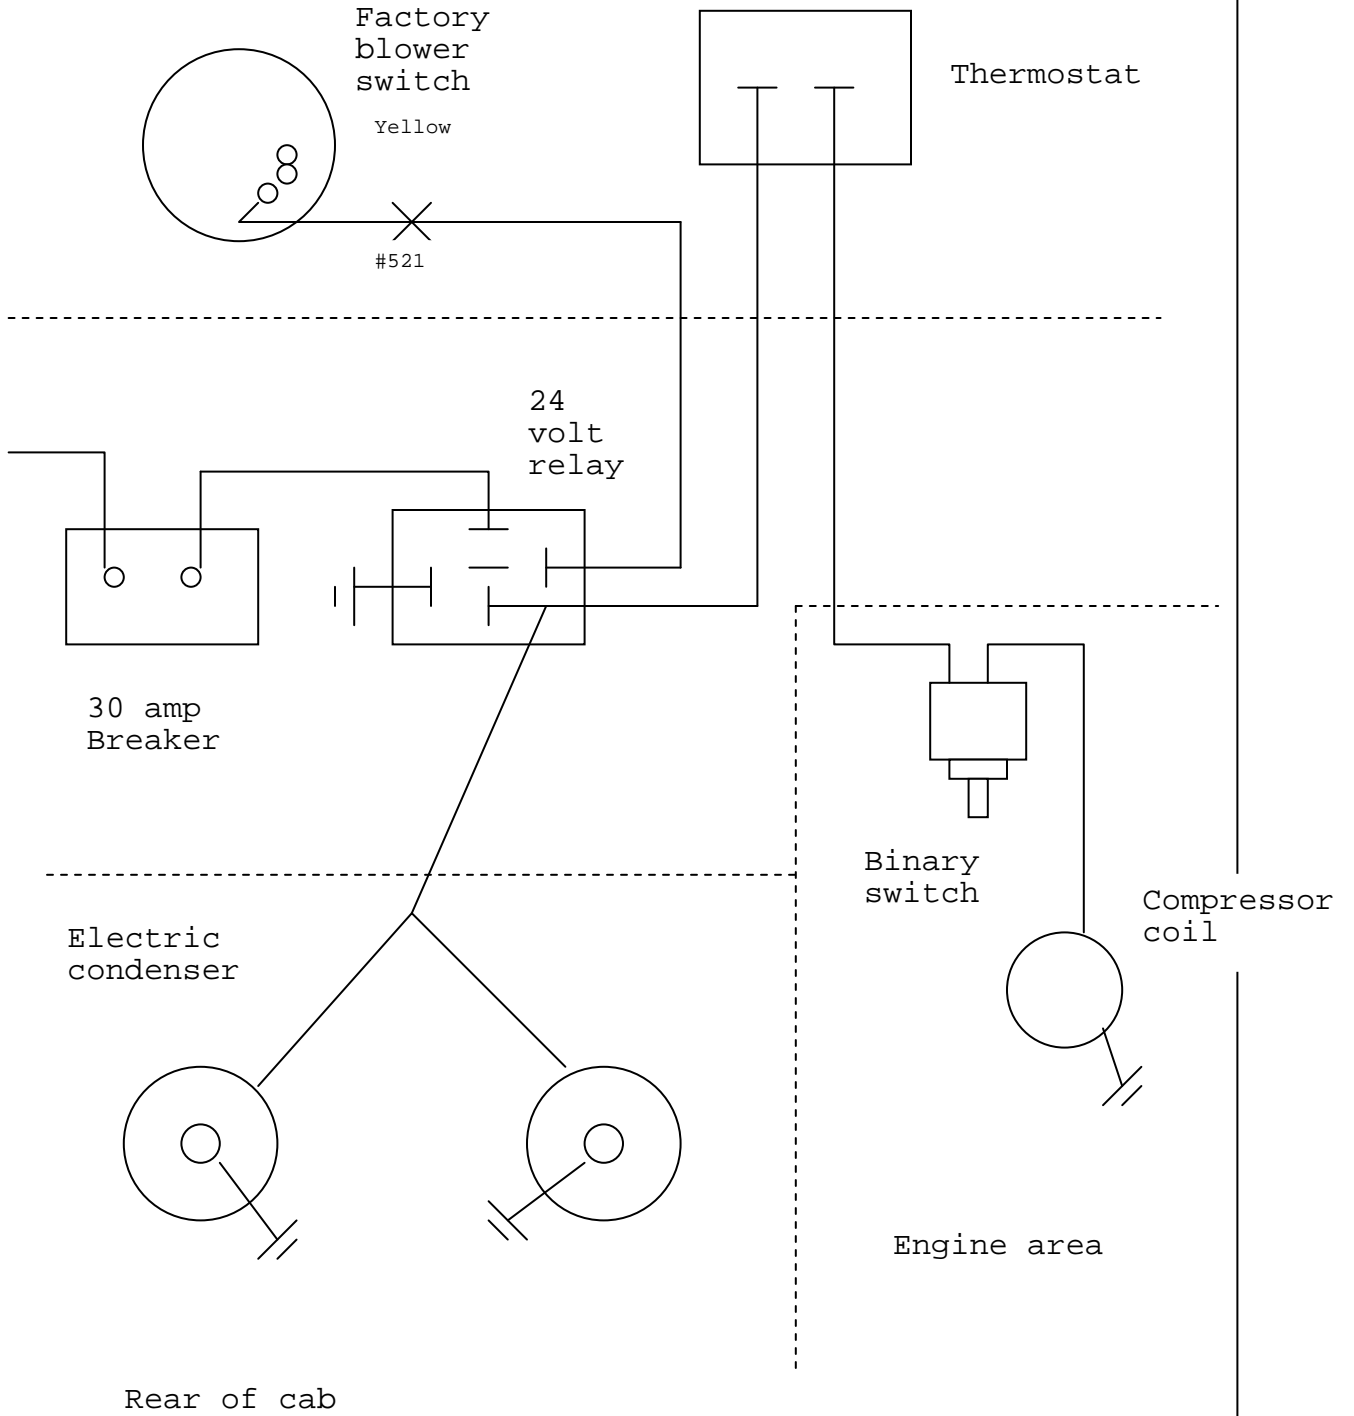 Factory
blower
switch
Yellow
Thermostat
#521
24
volt
relay
30 amp
Breaker
Binary
switch
Compressor
coil
Electric
condenser
Engine area
Rear of cab